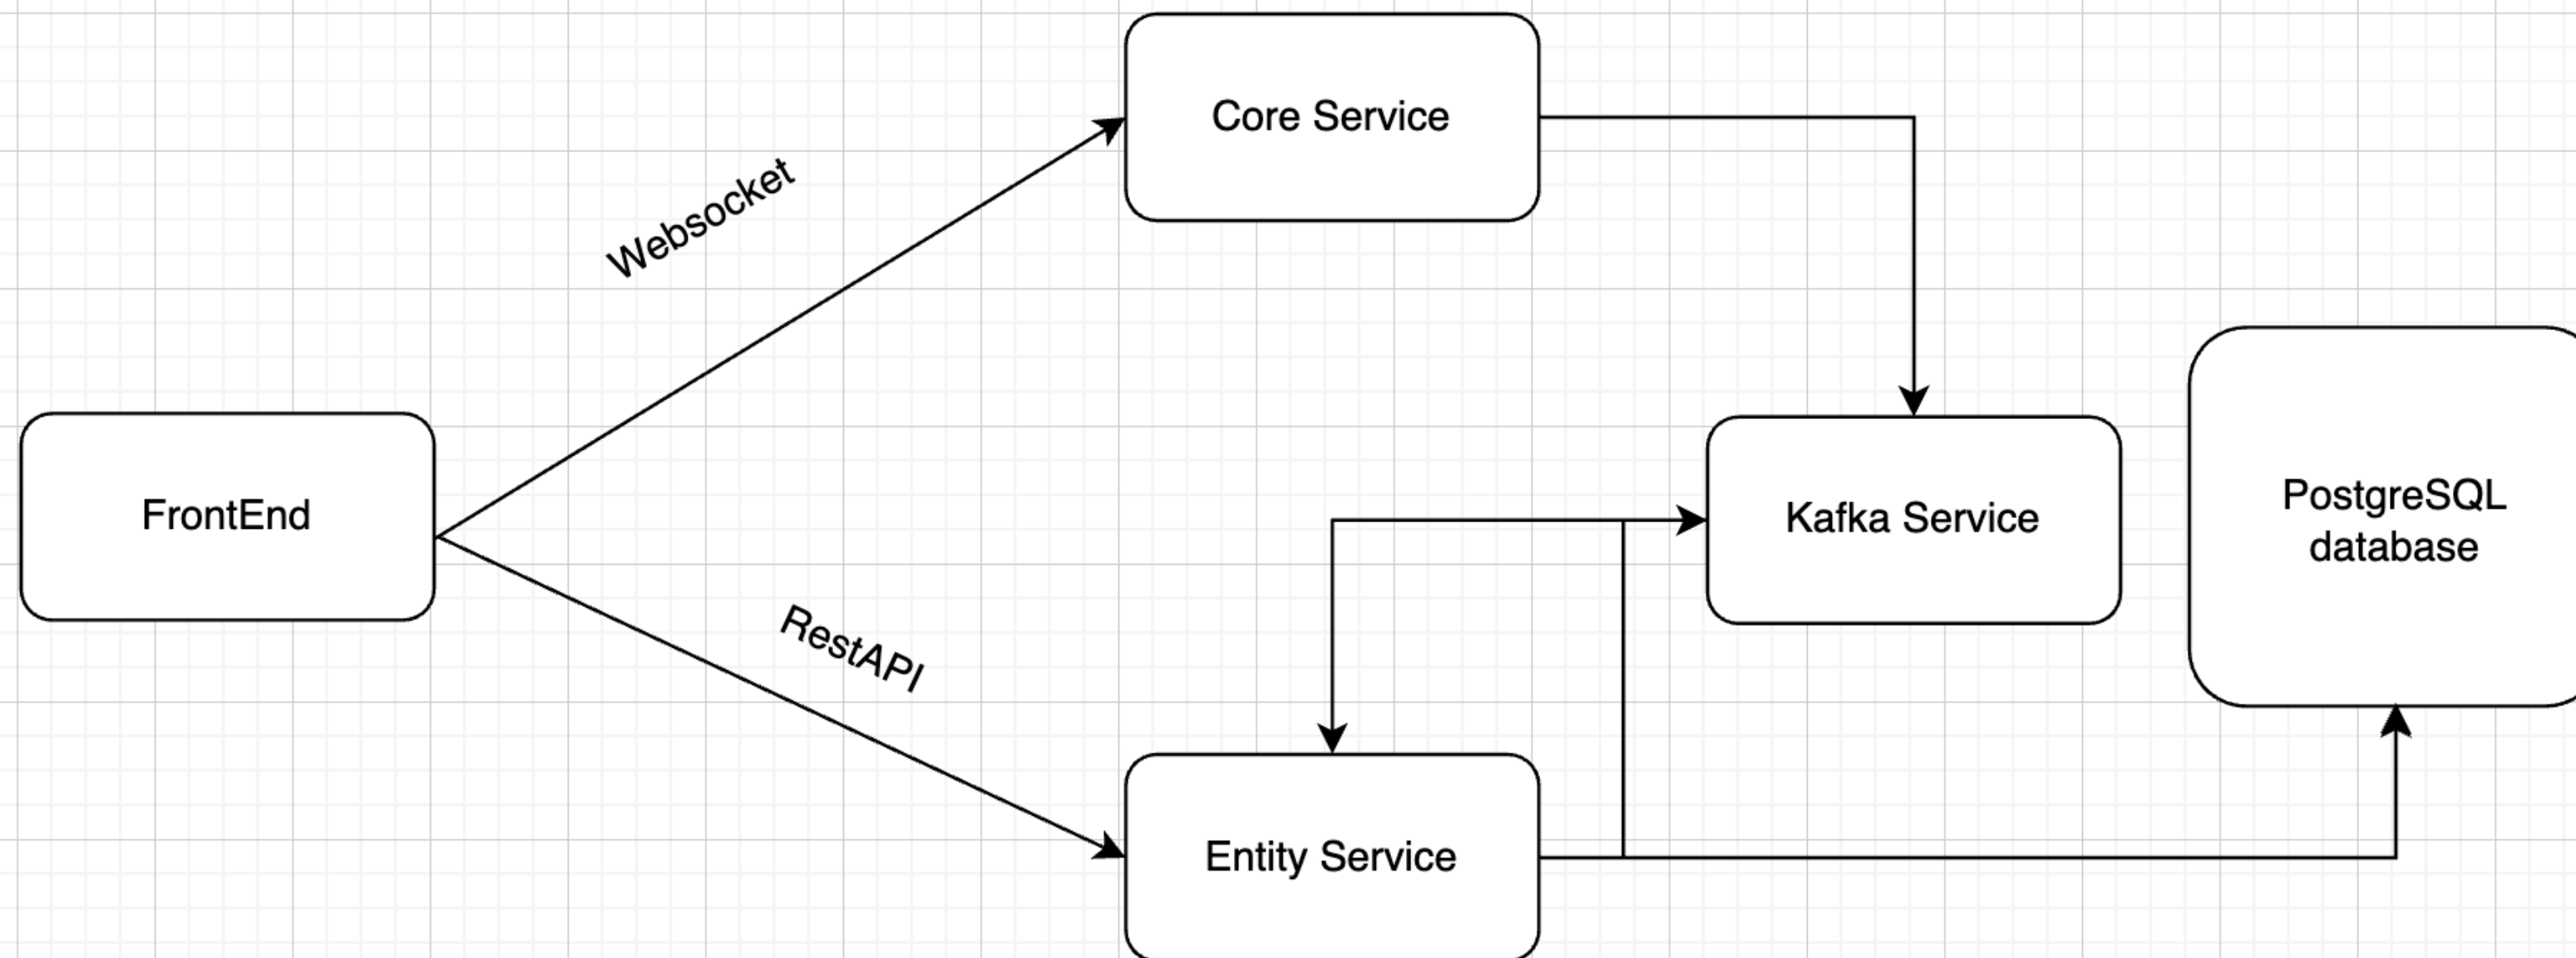 Core Service
Websocket
FrontEnd
Kafka Service
PostgreSQL
database
RestAPI
Entity Service